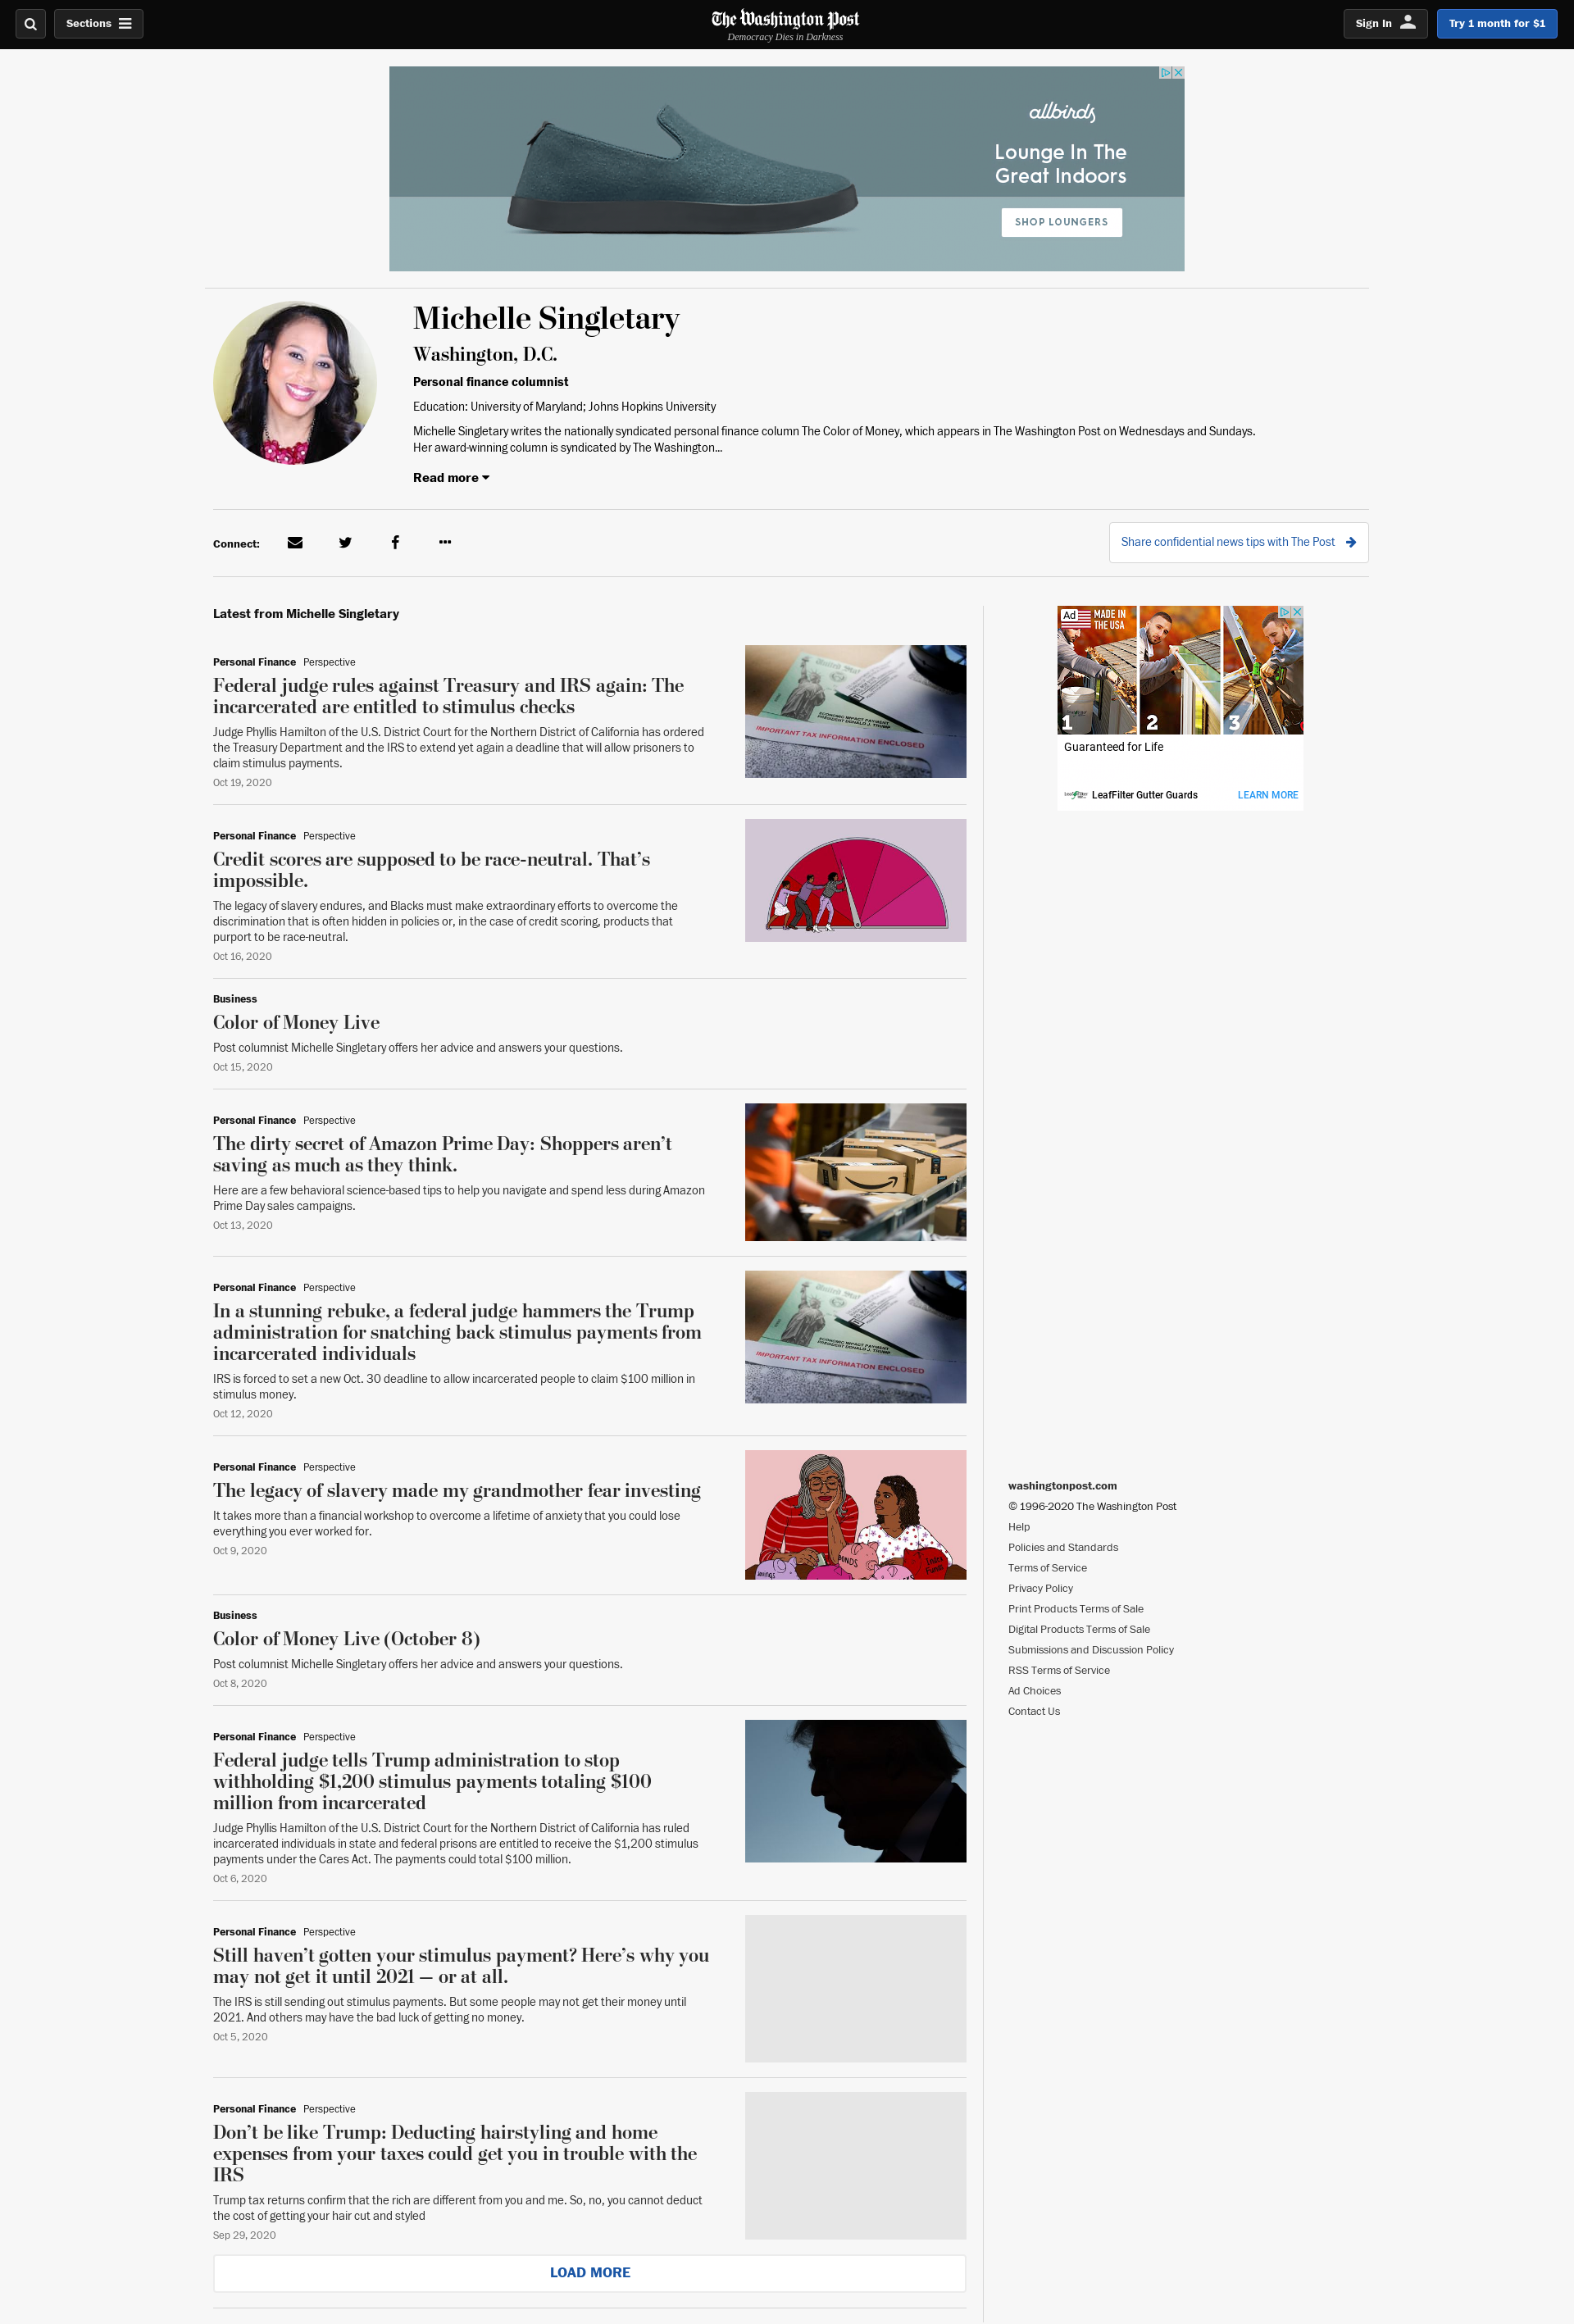 Sections
The Washington Post
Democracy Dies in Darkness
Sign In
Try 1 month for $1
allbirds
Lounge In The
Great Indoors
SHOP LOUNGERS
Michelle Singletary
Washington, D.C.
Personal finance columnist
Education: University of Maryland; Johns Hopkins University
Michelle Singletary writes the nationally syndicated personal finance column The Color of Money, which appears in The Washington Post on Wednesdays and Sundays.
Her award-winning column is syndicated by The Washington...
Read more
Connect:
Share confidential news tips with The Post
Latest from Michelle Singletary
Personal Finance Perspective
Federal judge rules against Treasury and IRS again: The
incarcerated are entitled to stimulus checks
Judge Phyllis Hamilton of the U.S. District Court for the Northern District of California has ordered
the Treasury Department and the IRS to extend yet again a deadline that will allow prisoners to
claim stimulus payments.
Oct 19, 2020
ECONOMIC IMPACT PAYMENT
PRESIDENT DONALD J. TRUMP
IMPORTANT TAX INFORMATION ENCLOSED
Personal Finance Perspective
Credit scores are supposed to be race-neutral. That’s
impossible.
The legacy of slavery endures, and Blacks must make extraordinary efforts to overcome the
discrimination that is often hidden in policies or, in the case of credit scoring, products that
purport to be race-neutral.
Oct 16, 2020
Business
Color of Money Live
Post columnist Michelle Singletary offers her advice and answers your questions.
Oct 15, 2020
Personal Finance Perspective
The dirty secret of Amazon Prime Day: Shoppers aren’t
saving as much as they think.
Here are a few behavioral science-based tips to help you navigate and spend less during Amazon
Prime Day sales campaigns.
Oct 13, 2020
Personal Finance Perspective
In a stunning rebuke, a federal judge hammers the Trump
administration for snatching back stimulus payments from
incarcerated individuals
IRS is forced to set a new Oct. 30 deadline to allow incarcerated people to claim $100 million in
stimulus money.
Oct 12, 2020
ECONOMIC IMPACT PAYMENT
PRESIDENT DONALD J. TRUMP
IMPORTANT TAX INFORMATION ENCLOSED
Personal Finance Perspective
The legacy of slavery made my grandmother fear investing
It takes more than a financial workshop to overcome a lifetime of anxiety that you could lose
everything you ever worked for.
Oct 9, 2020
BONDS
Savings
Index
Funds
Business
Color of Money Live (October 8)
Post columnist Michelle Singletary offers her advice and answers your questions.
Oct 8, 2020
Personal Finance Perspective
Federal judge tells Trump administration to stop
withholding $1,200 stimulus payments totaling $100
million from incarcerated
Judge Phyllis Hamilton of the U.S. District Court for the Northern District of California has ruled
incarcerated individuals in state and federal prisons are entitled to receive the $1,200 stimulus
payments under the Cares Act. The payments could total $100 million.
Oct 6, 2020
Personal Finance Perspective
Still haven’t gotten your stimulus payment? Here’s why you
may not get it until 2021 — or at all.
The IRS is still sending out stimulus payments. But some people may not get their money until
2021. And others may have the bad luck of getting no money.
Oct 5, 2020
Personal Finance Perspective
Don’t be like Trump: Deducting hairstyling and home
expenses from your taxes could get you in trouble with the
IRS
Trump tax returns confirm that the rich are different from you and me. So, no, you cannot deduct
the cost of getting your hair cut and styled
Sep 29, 2020
LOAD MORE
Ad
MADE IN
THE USA
1 2 3
Guaranteed for Life
LeafFilter Gutter Guards
LEARN MORE
washingtonpost.com
© 1996-2020 The Washington Post
Help
Policies and Standards
Terms of Service
Privacy Policy
Print Products Terms of Sale
Digital Products Terms of Sale
Submissions and Discussion Policy
RSS Terms of Service
Ad Choices
Contact Us